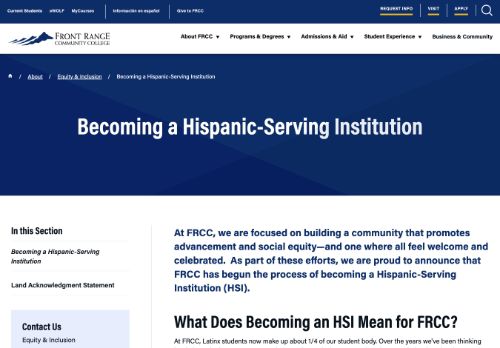 Current Students eWOLF MyCourses Información en español Give to FRCC REQUEST INFO VISIT APPLY
FRONT RANGE
COMMUNITY COLLEGE
About FRCC Programs & Degrees Admissions & Aid Student Experience Business & Community
/ About / Equity & Inclusion / Becoming a Hispanic-Serving Institution
Becoming a Hispanic-Serving Institution
In this Section
Becoming a Hispanic-Serving
Institution
Land Acknowledgment Statement
Contact Us
Equity & Inclusion
At FRCC, we are focused on building a community that promotes
advancement and social equity—and one where all feel welcome and
celebrated. As part of these efforts, we are proud to announce that
FRCC has begun the process of becoming a Hispanic-Serving
Institution (HSI).
What Does Becoming an HSI Mean for FRCC?
At FRCC, Latinx students now make up about 1/4 of our student body. Over the years we've been thinking